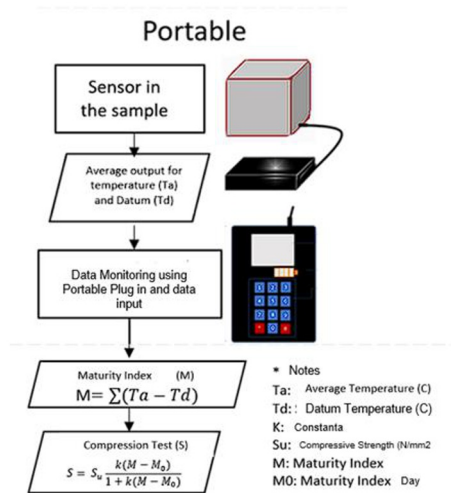 Portable
Sensor in
the sample
Average output for
temperature (Ta)
and Datum (Td)
Data Monitoring using
Portable Plug in and data
input
Maturity Index (M)
M= ∑(Ta − Td)
Compression Test (S)
S = Sᵤ k(M − M₀) / 1 + k(M − M₀)
* Notes
Ta: Average Temperature (C)
Td: : Datum Temperature (C)
K: Constanta
Su: Compressive Strength (N/mm2
M: Maturity Index
M0: Maturity Index Day